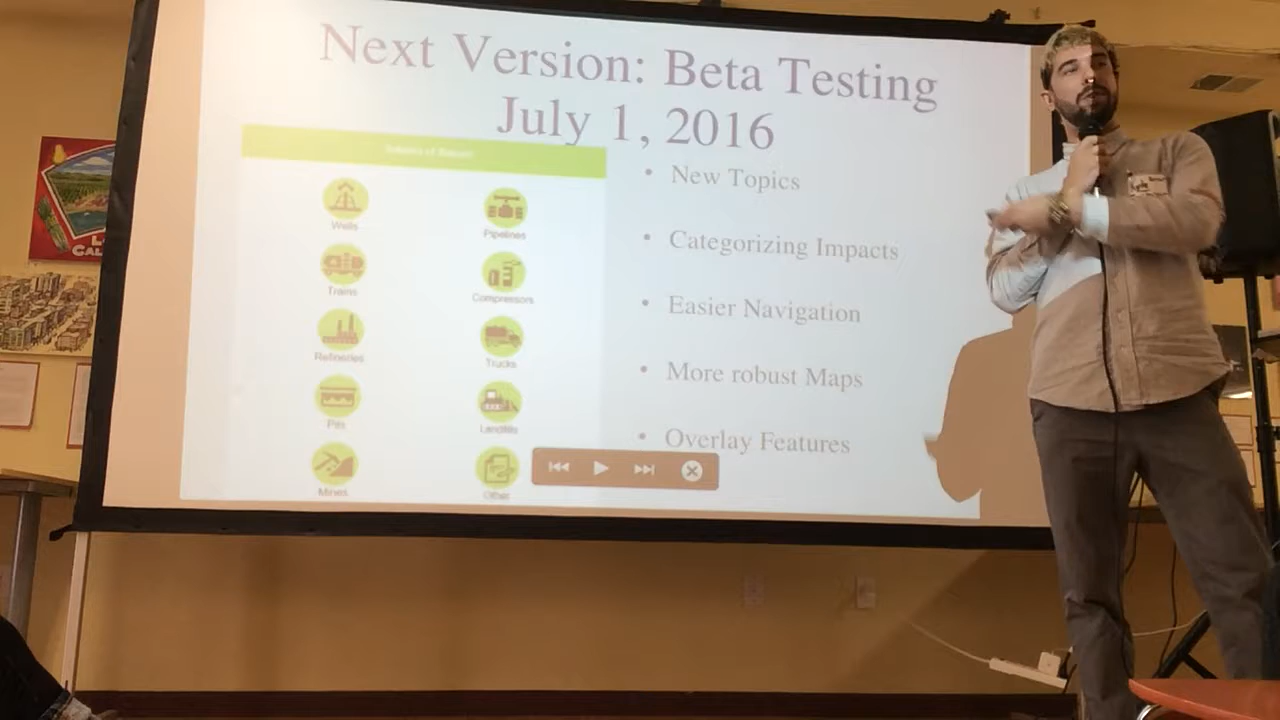 Next Version: Beta Testing
July 1, 2016
Wells
Pipelines
Trains
Compressors
Refineries
Trucks
Pits
Landfills
Mines
Other
• New Topics
• Categorizing Impacts
• Easier Navigation
• More robust Maps
• Overlay Features
Kyle